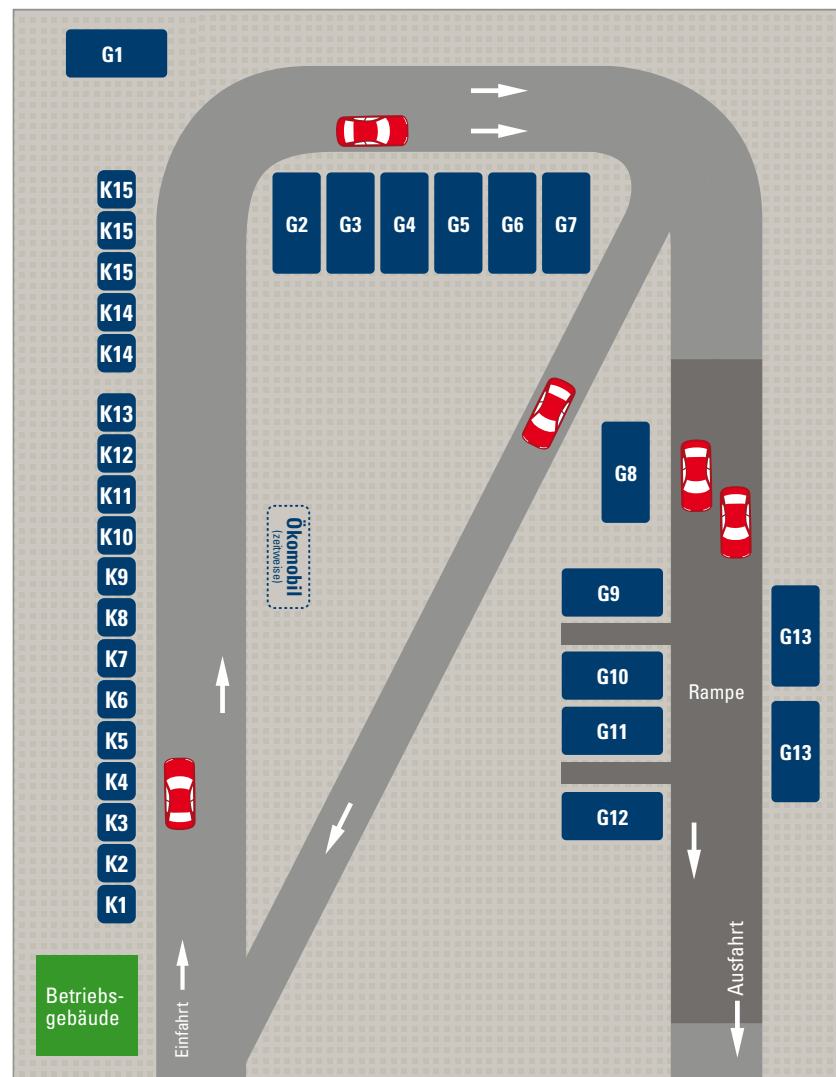 G1
K15
K15
K15
K14
K14
K13
K12
K11
K10
K9
K8
K7
K6
K5
K4
K3
K2
K1
Betriebs-
gebäude
Einfahrt
G2 G3 G4 G5 G6 G7
Ökomobil
(zeitweise)
G8
G9
G10
G11
G12
Rampe
G13
G13
Ausfahrt